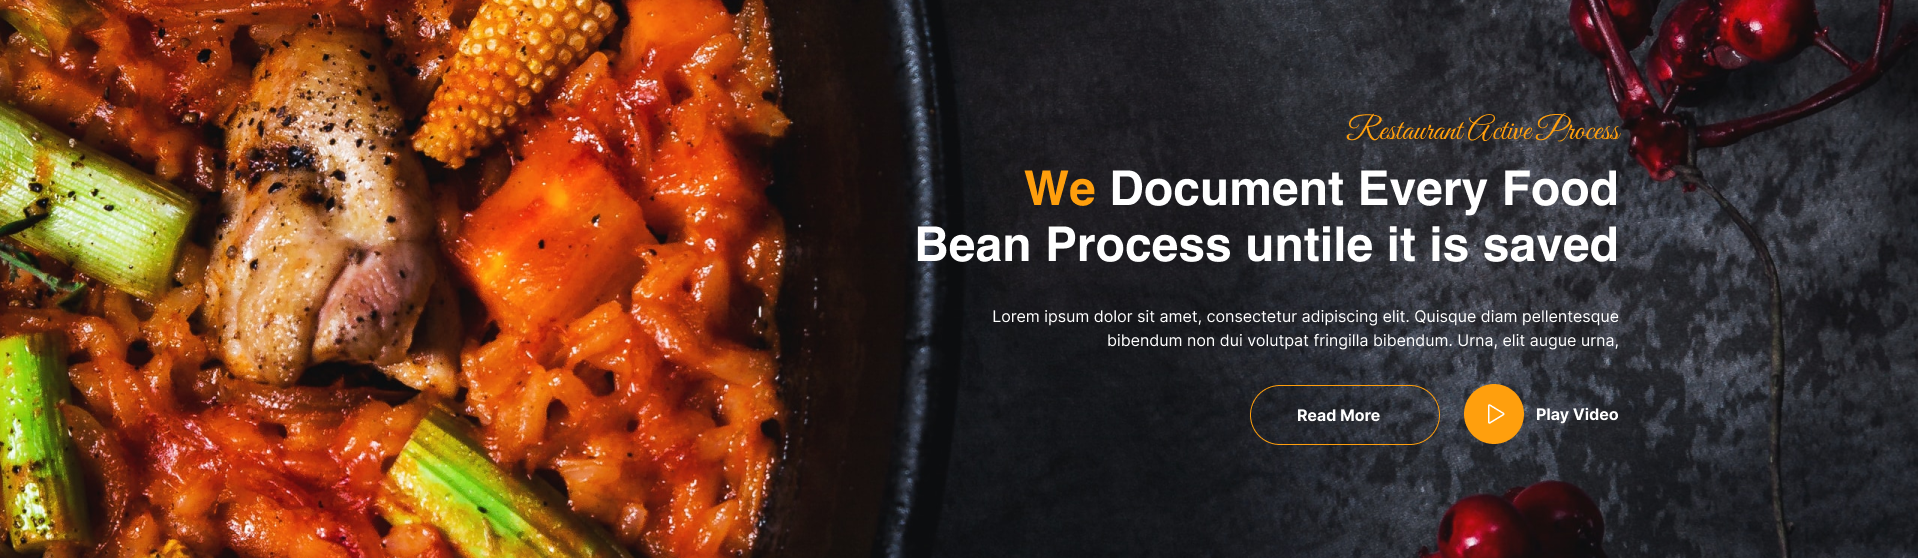 Restaurant Active Process
We Document Every Food
Bean Process untile it is saved
Lorem ipsum dolor sit amet, consectetur adipiscing elit. Quisque diam pellentesque
bibendum non dui volutpat fringilla bibendum. Urna, elit augue urna,
Read More
Play Video